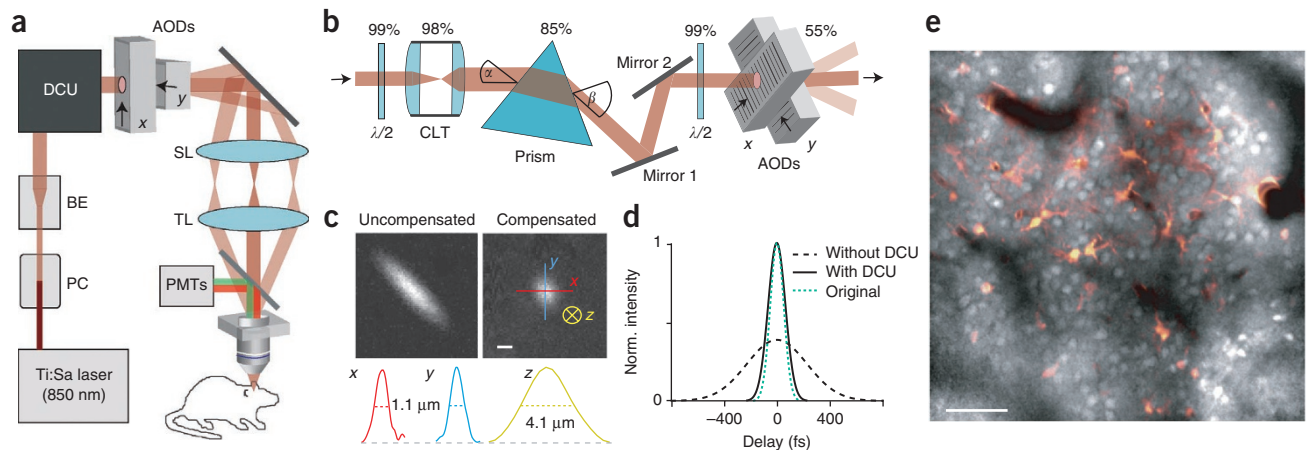 a
AODs
DCU
x
y
SL
BE
TL
PC
PMTs
Ti:Sa laser
(850 nm)
b
99%
98%
85%
99%
55%
Mirror 2
α
β
λ/2
CLT
Prism
Mirror 1
λ/2
x
y
AODs
c
Uncompensated
Compensated
y
x
z
x
y
z
1.1 μm
4.1 μm
d
1
Norm. intensity
0
Without DCU
With DCU
Original
−400
0
400
Delay (fs)
e